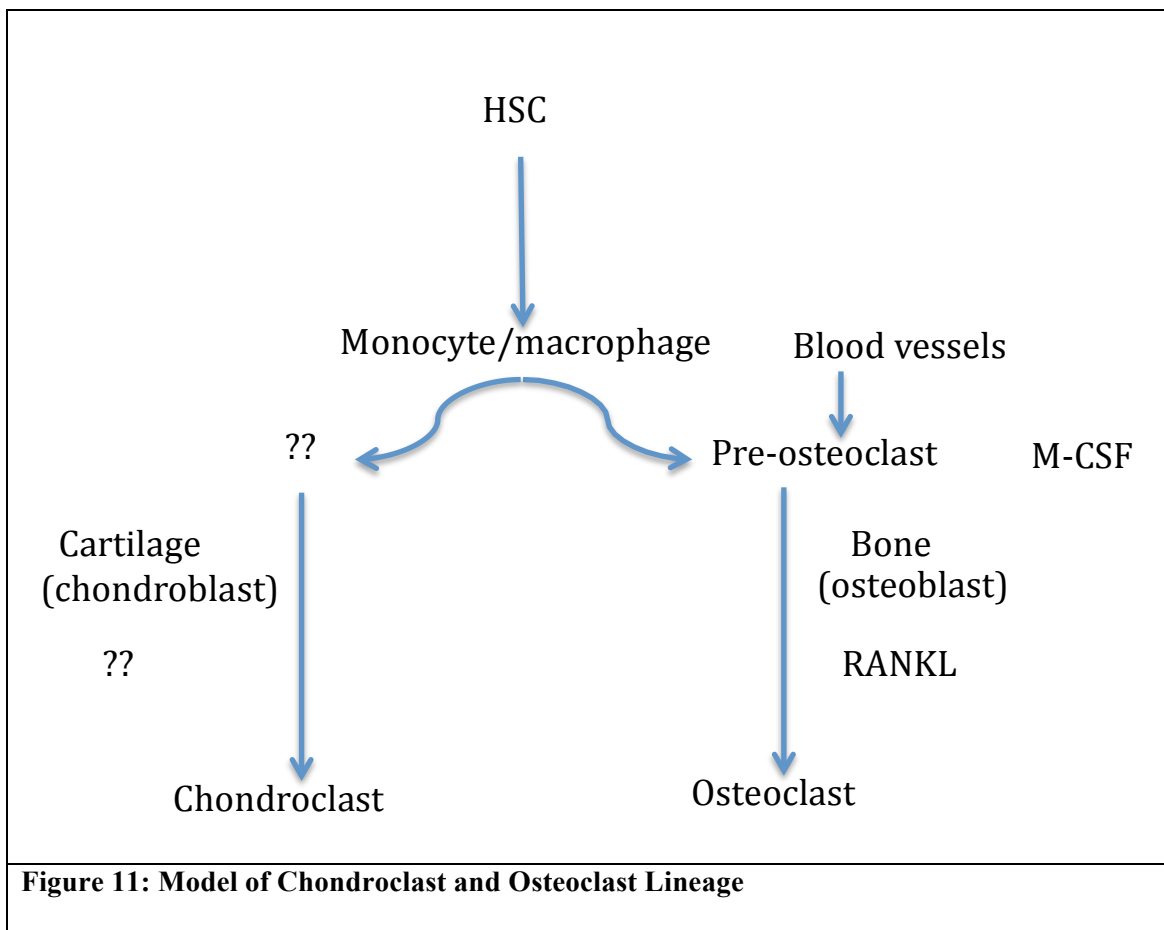 HSC
Monocyte/macrophage
Blood vessels
??
Pre-osteoclast
M-CSF
Cartilage
(chondroblast)
Bone
(osteoblast)
??
RANKL
Chondroclast
Osteoclast
Figure 11: Model of Chondroclast and Osteoclast Lineage